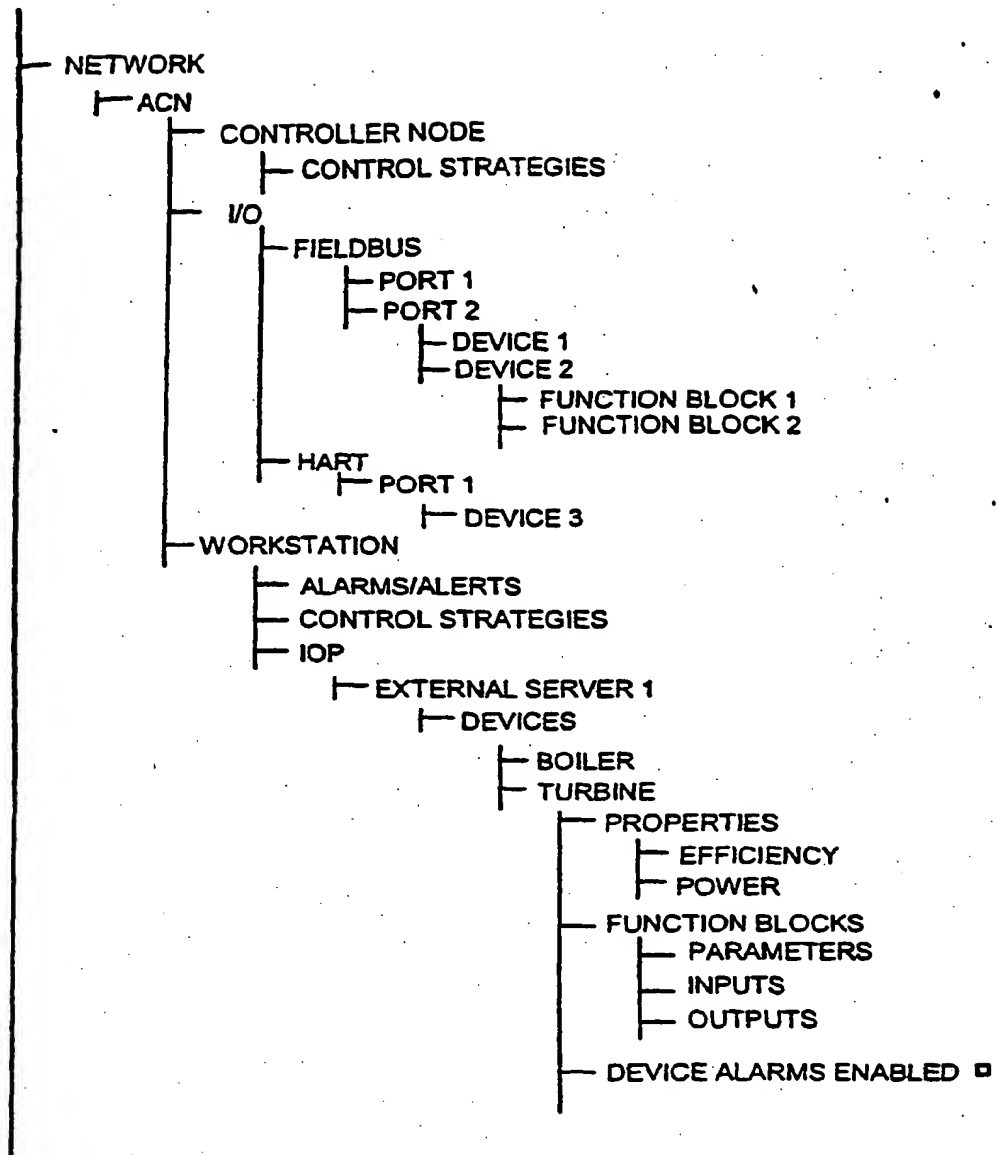 NETWORK
ACN
CONTROLLER NODE
CONTROL STRATEGIES
I/O
FIELDBUS
PORT 1
PORT 2
DEVICE 1
DEVICE 2
FUNCTION BLOCK 1
FUNCTION BLOCK 2
HART
PORT 1
DEVICE 3
WORKSTATION
ALARMS/ALERTS
CONTROL STRATEGIES
IOP
EXTERNAL SERVER 1
DEVICES
BOILER
TURBINE
PROPERTIES
EFFICIENCY
POWER
FUNCTION BLOCKS
PARAMETERS
INPUTS
OUTPUTS
DEVICE ALARMS ENABLED